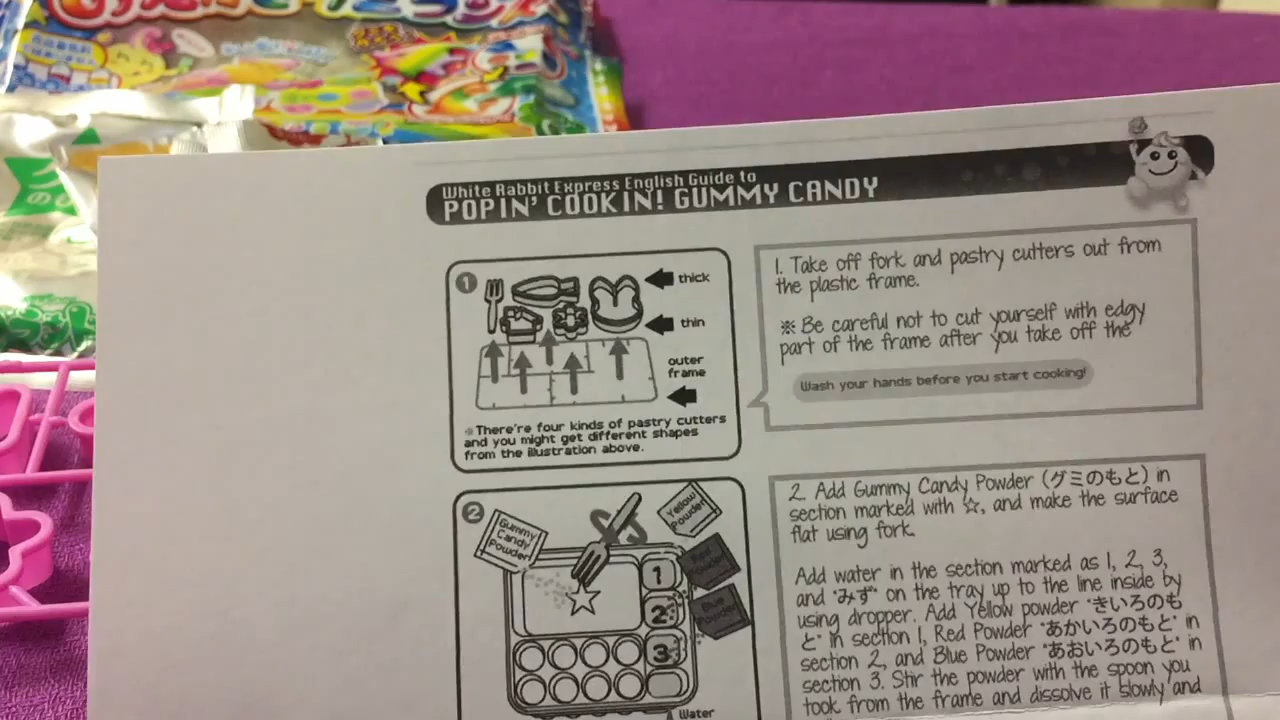 White Rabbit Express English Guide to
POPIN' COOKIN! GUMMY CANDY
1
thick
thin
outer
frame
※There're four kinds of pastry cutters
and you might get different shapes
from the illustration above.
1. Take off fork and pastry cutters out from
the plastic frame.
※ Be careful not to cut yourself with edgy
part of the frame after you take off the
Wash your hands before you start cooking!
2
Gummy
Candy
Powder
Yellow
Powder
Red
Powder
Blue
Powder
1
2
3
Water
2. Add Gummy Candy Powder (グミのもと) in
section marked with ☆, and make the surface
flat using fork.
Add water in the section marked as 1, 2, 3,
and "みず" on the tray up to the line inside by
using dropper. Add Yellow powder "きいろのも
と" in section 1, Red Powder "あかいろのもと" in
section 2, and Blue Powder "あおいろのもと" in
section 3. Stir the powder with the spoon you
took from the frame and dissolve it slowly and